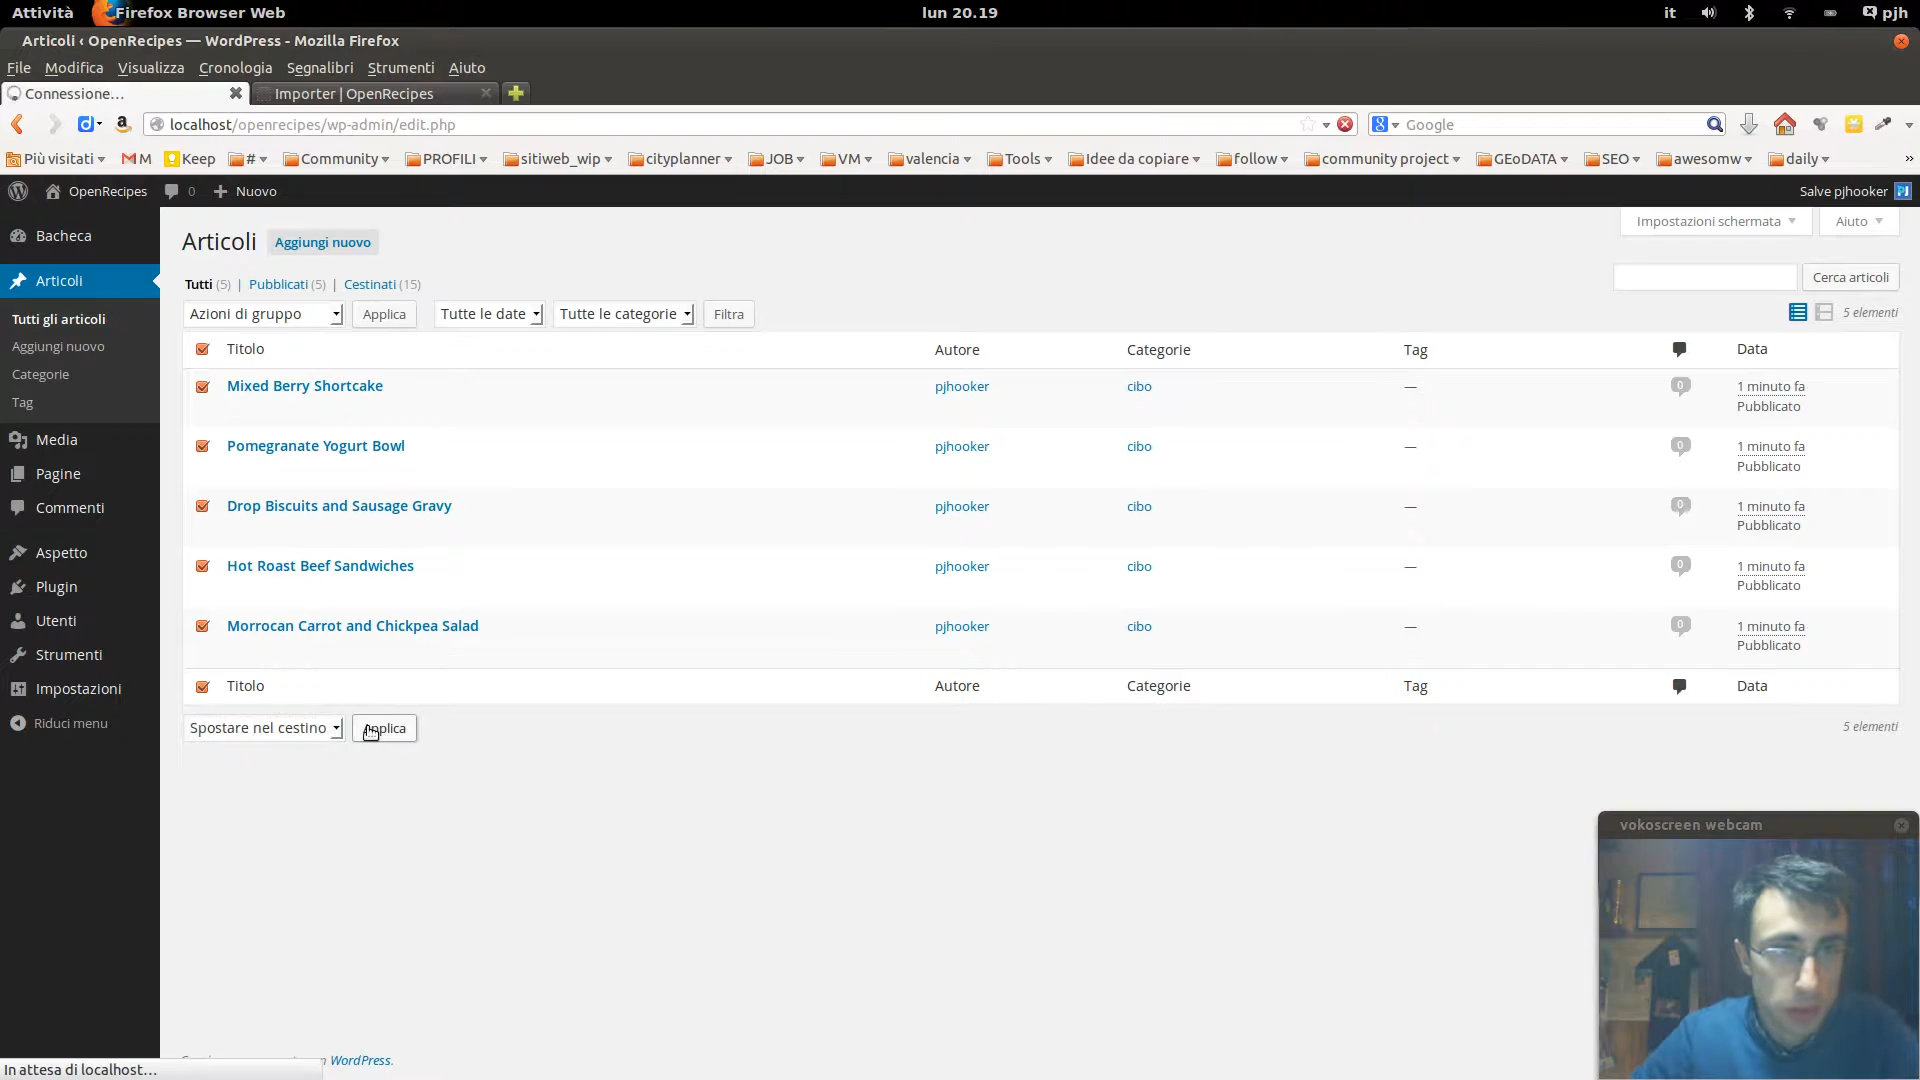 Attività Firefox Browser Web lun 20.19 it pjh
Articoli ‹ OpenRecipes — WordPress - Mozilla Firefox
File Modifica Visualizza Cronologia Segnalibri Strumenti Aiuto
Connessione... Importer | OpenRecipes
localhost/openrecipes/wp-admin/edit.php Google
Più visitati M Keep # Community PROFILI sitiweb_wip cityplanner JOB VM valencia Tools Idee da copiare follow community project GEoDATA SEO awesomw daily »
OpenRecipes 0 Nuovo Salve pjhooker
Bacheca
Articoli
Tutti gli articoli
Aggiungi nuovo
Categorie
Tag
Media
Pagine
Commenti
Aspetto
Plugin
Utenti
Strumenti
Impostazioni
Riduci menu
Impostazioni schermata Aiuto
Articoli Aggiungi nuovo
Tutti (5) | Pubblicati (5) | Cestinati (15) Cerca articoli
Azioni di gruppo Applica Tutte le date Tutte le categorie Filtra 5 elementi
Titolo Autore Categorie Tag Data
Mixed Berry Shortcake pjhooker cibo — 0 1 minuto fa
Pubblicato
Pomegranate Yogurt Bowl pjhooker cibo — 0 1 minuto fa
Pubblicato
Drop Biscuits and Sausage Gravy pjhooker cibo — 0 1 minuto fa
Pubblicato
Hot Roast Beef Sandwiches pjhooker cibo — 0 1 minuto fa
Pubblicato
Morrocan Carrot and Chickpea Salad pjhooker cibo — 0 1 minuto fa
Pubblicato
Titolo Autore Categorie Tag Data
Spostare nel cestino Applica 5 elementi
vokoscreen webcam
WordPress.
In attesa di localhost...